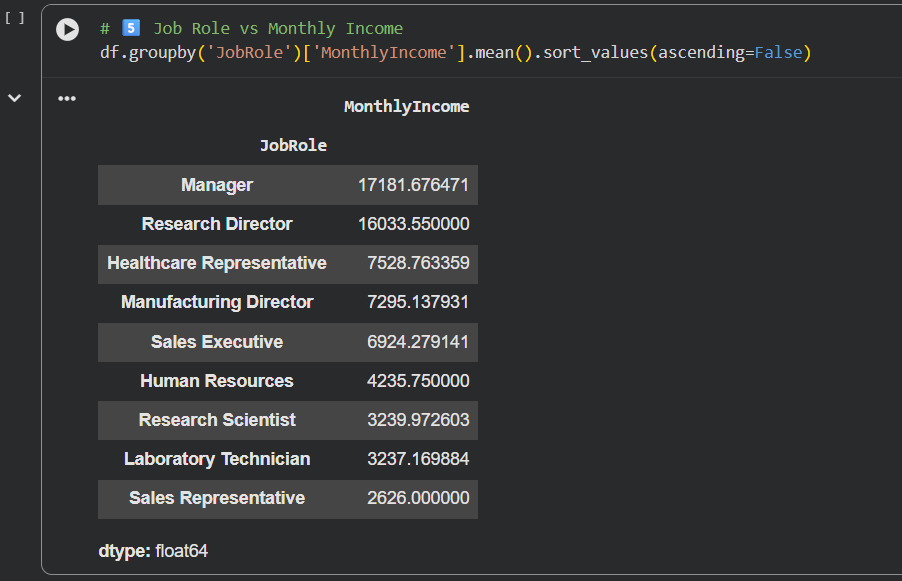 [ ]
# 5️⃣ Job Role vs Monthly Income
df.groupby('JobRole')['MonthlyIncome'].mean().sort_values(ascending=False)
MonthlyIncome
JobRole
Manager 17181.676471
Research Director 16033.550000
Healthcare Representative 7528.763359
Manufacturing Director 7295.137931
Sales Executive 6924.279141
Human Resources 4235.750000
Research Scientist 3239.972603
Laboratory Technician 3237.169884
Sales Representative 2626.000000
dtype: float64